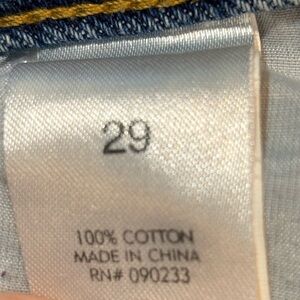 29
100% COTTON
MADE IN CHINA
RN# 090233